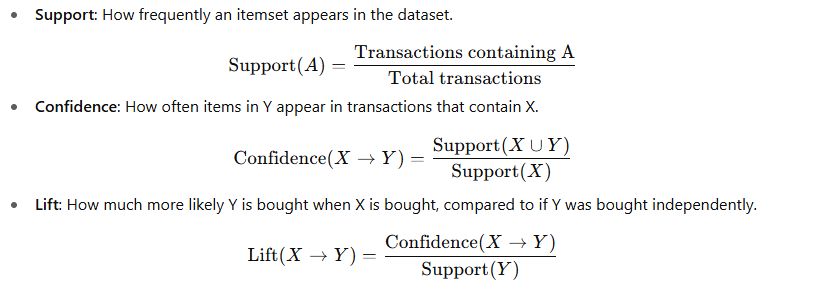 • Support: How frequently an itemset appears in the dataset.
Support(A) = Transactions containing A / Total transactions
• Confidence: How often items in Y appear in transactions that contain X.
Confidence(X → Y) = Support(X ∪ Y) / Support(X)
• Lift: How much more likely Y is bought when X is bought, compared to if Y was bought independently.
Lift(X → Y) = Confidence(X → Y) / Support(Y)